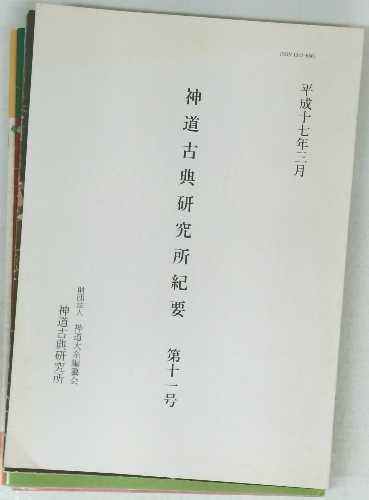 平成十七年三月
神道古典研究所紀要 第十一号
財団法人 神道大系編纂会
神道古典研究所